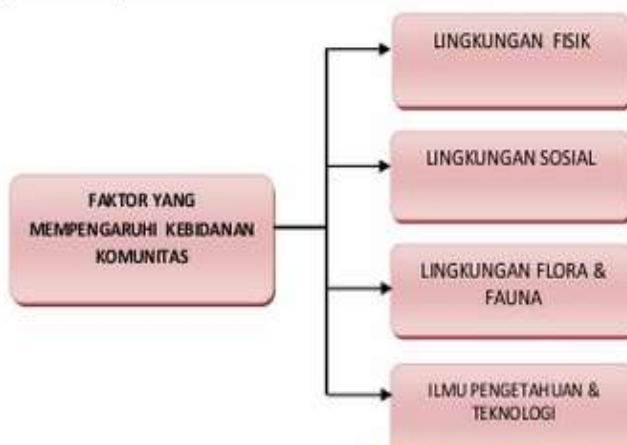 FAKTOR YANG
MEMPENGARUHI KEBIDANAN
KOMUNITAS
LINGKUNGAN FISIK
LINGKUNGAN SOSIAL
LINGKUNGAN FLORA &
FAUNA
ILMU PENGETAHUAN &
TEKNOLOGI